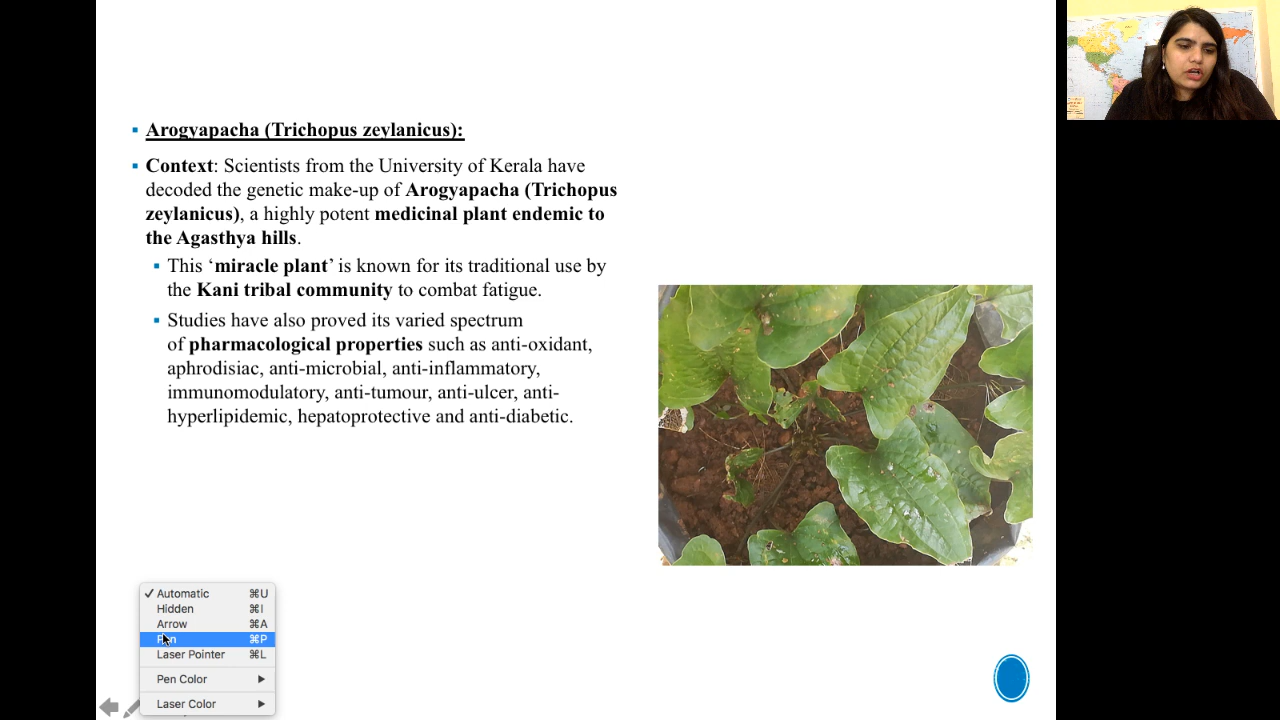 Arogyapacha (Trichopus zeylanicus):
Context: Scientists from the University of Kerala have
decoded the genetic make-up of Arogyapacha (Trichopus
zeylanicus), a highly potent medicinal plant endemic to
the Agasthya hills.
This ‘miracle plant’ is known for its traditional use by
the Kani tribal community to combat fatigue.
Studies have also proved its varied spectrum
of pharmacological properties such as anti-oxidant,
aphrodisiac, anti-microbial, anti-inflammatory,
immunomodulatory, anti-tumour, anti-ulcer, anti-
hyperlipidemic, hepatoprotective and anti-diabetic.
Automatic ⌘U
Hidden ⌘I
Arrow ⌘A
Pen ⌘P
Laser Pointer ⌘L
Pen Color
Laser Color